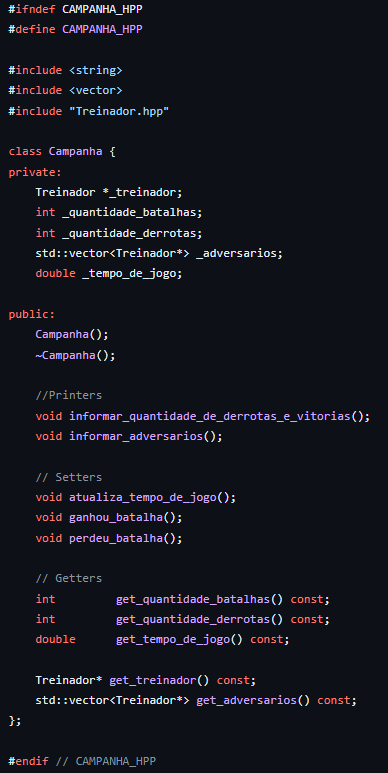 #ifndef CAMPANHA_HPP
#define CAMPANHA_HPP

#include <string>
#include <vector>
#include "Treinador.hpp"

class Campanha {
private:
    Treinador *_treinador;
    int _quantidade_batalhas;
    int _quantidade_derrotas;
    std::vector<Treinador*> _adversarios;
    double _tempo_de_jogo;

public:
    Campanha();
    ~Campanha();

    //Printers
    void informar_quantidade_de_derrotas_e_vitorias();
    void informar_adversarios();

    // Setters
    void atualiza_tempo_de_jogo();
    void ganhou_batalha();
    void perdeu_batalha();

    // Getters
    int         get_quantidade_batalhas() const;
    int         get_quantidade_derrotas() const;
    double      get_tempo_de_jogo() const;

    Treinador* get_treinador() const;
    std::vector<Treinador*> get_adversarios() const;
};

#endif // CAMPANHA_HPP